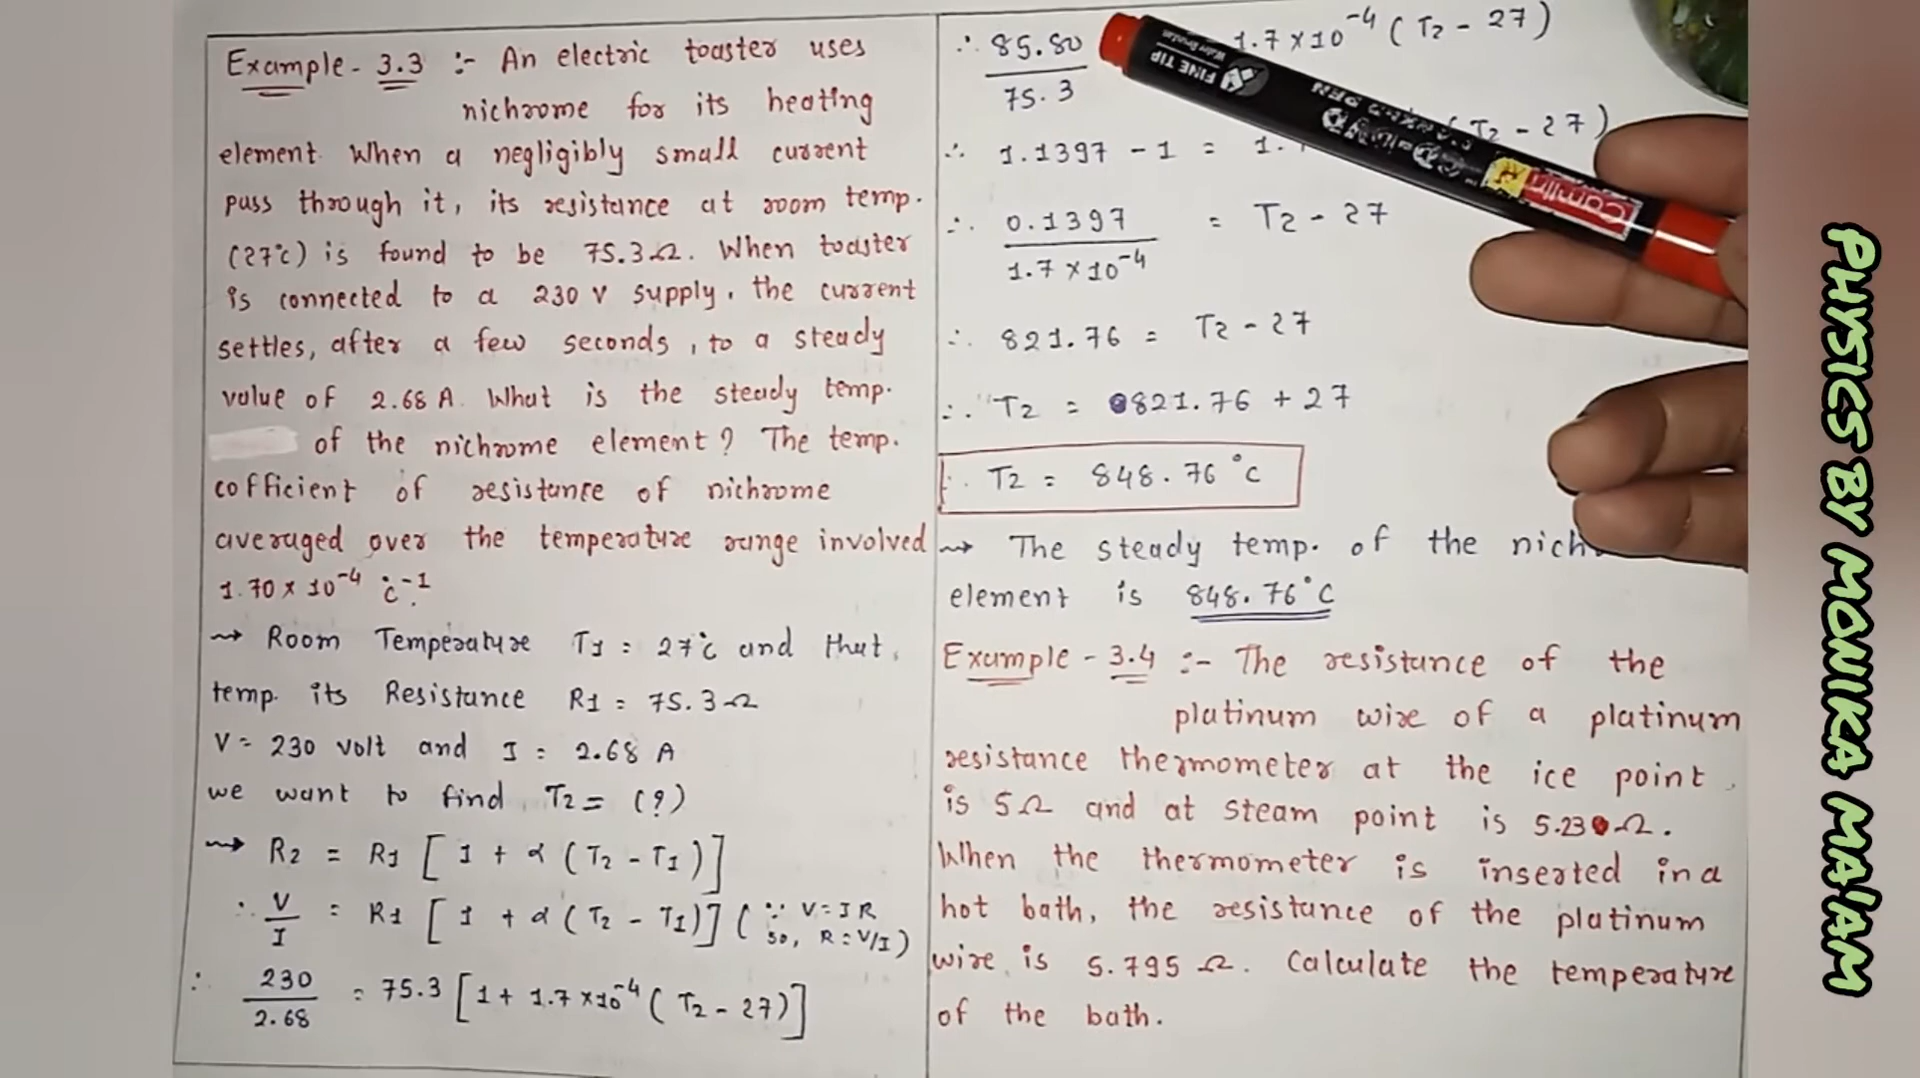 Example - 3.3 :- An electric toaster uses
nichrome for its heating
element. When a negligibly small current
pass through it, its resistance at room temp.
(27°c) is found to be 75.3Ω. When toaster
is connected to a 230 V supply, the current
settles, after a few seconds, to a steady
value of 2.68 A. What is the steady temp.
of the nichrome element? The temp.
cofficient of resistance of nichrome
averaged over the temperature range involved
1.70 × 10⁻⁴ °c⁻¹.
⇝ Room Temperature T1 = 27°c and that
temp. its Resistance R1 = 75.3Ω
V = 230 volt and I = 2.68 A
we want to find, T2 = (?)
⇝ R2 = R1 [ 1 + α ( T2 - T1 ) ]
∴ V/I = R1 [ 1 + α ( T2 - T1 ) ] ( ∵ V = IR so, R = V/I )
∴ 230/2.68 = 75.3 [ 1 + 1.7 × 10⁻⁴ ( T2 - 27 ) ]
∴ 85.80/75.3 1.7 × 10⁻⁴ ( T2 - 27 )
∴ 1.1397 - 1 = 1. ( T2 - 27 )
∴ 0.1397/1.7 × 10⁻⁴ = T2 - 27
∴ 821.76 = T2 - 27
∴ T2 = 821.76 + 27
∴ T2 = 848.76 °c
⇝ The steady temp. of the nich
element is 848.76°C
Example - 3.4 :- The resistance of the
platinum wire of a platinum
resistance thermometer at the ice point
is 5Ω and at steam point is 5.23Ω.
When the thermometer is inserted in a
hot bath, the resistance of the platinum
wire is 5.795 Ω. Calculate the temperature
of the bath.
FINE TIP
Camlin
PHYSICS BY MONIKA MA'AM